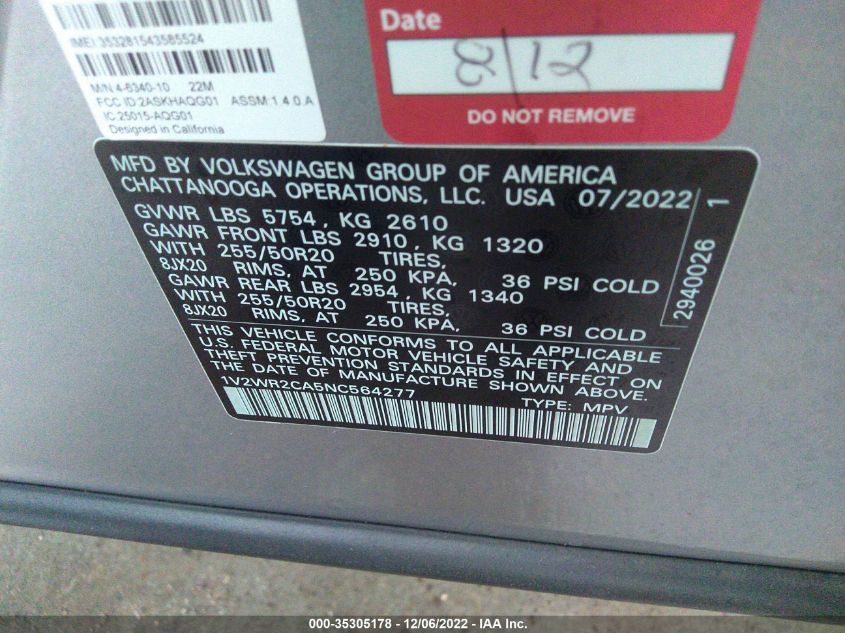 IMEI 353281543585524
M/N 4-6340-10 22M
FCC ID:2ASKHAQG01 ASSM:1.4.0.A
IC:25015-AQG01
Designed in California
Date
8/12
DO NOT REMOVE
MFD BY VOLKSWAGEN GROUP OF AMERICA
CHATTANOOGA OPERATIONS, LLC. USA 07/2022
GVWR LBS 5754 , KG 2610
GAWR FRONT LBS 2910 , KG 1320
WITH 255/50R20 TIRES,
8JX20 RIMS, AT 250 KPA, 36 PSI COLD
GAWR REAR LBS 2954 , KG 1340
WITH 255/50R20 TIRES,
8JX20 RIMS, AT 250 KPA, 36 PSI COLD
THIS VEHICLE CONFORMS TO ALL APPLICABLE
U.S. FEDERAL MOTOR VEHICLE SAFETY AND
THEFT PREVENTION STANDARDS IN EFFECT ON
THE DATE OF MANUFACTURE SHOWN ABOVE.
1V2WR2CA5NC564277 TYPE: MPV
2940026 1
000-35305178 - 12/06/2022 - IAA Inc.